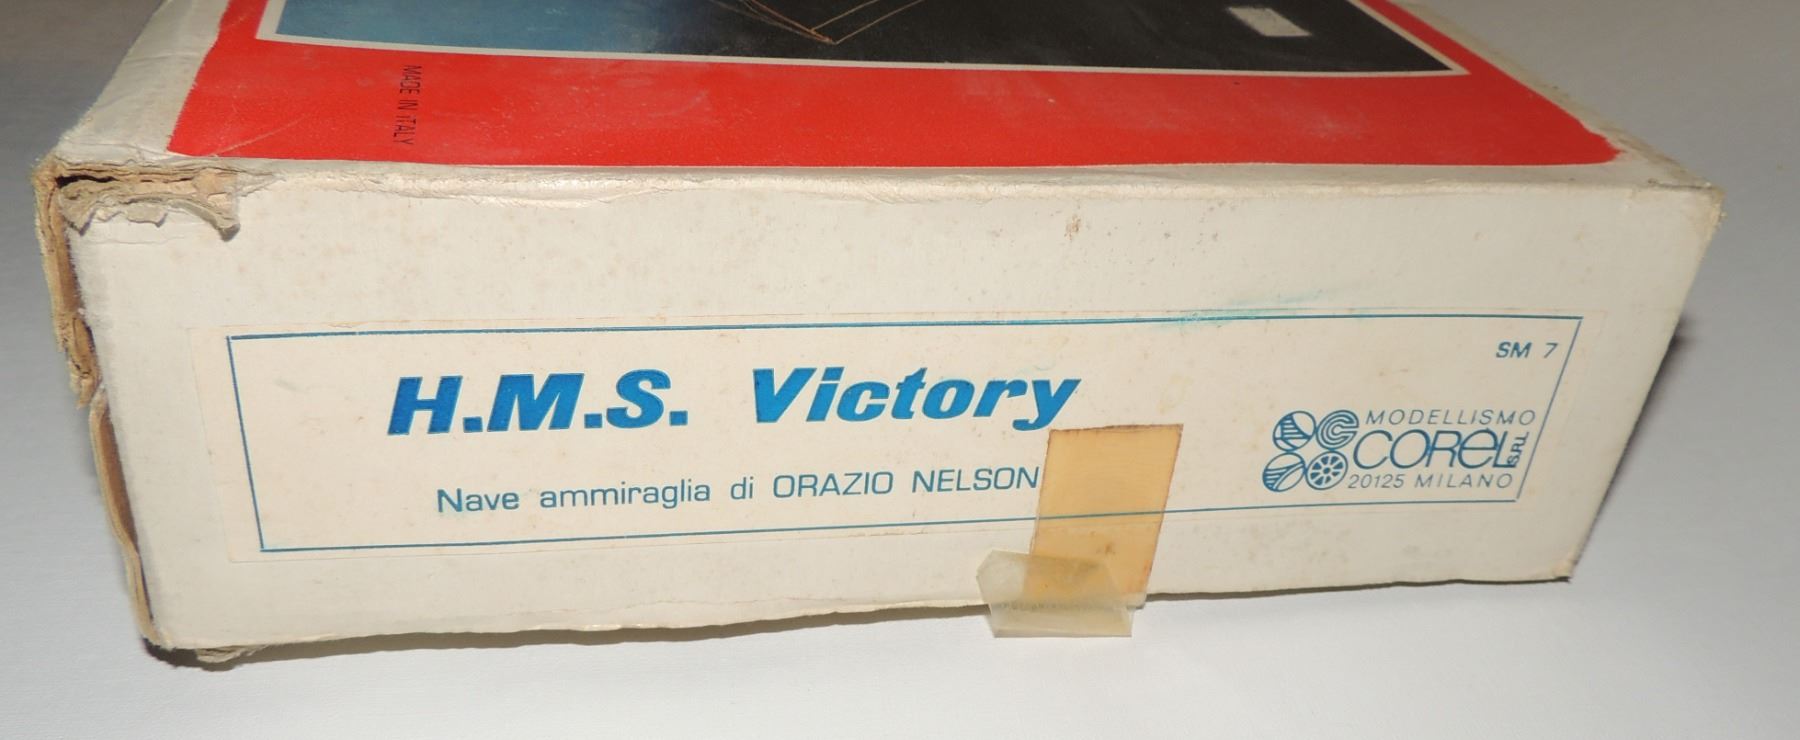 MADE IN ITALY
SM 7
H.M.S. Victory
Nave ammiraglia di ORAZIO NELSON
MODELLISMO
COREL S.R.L
20125 MILANO